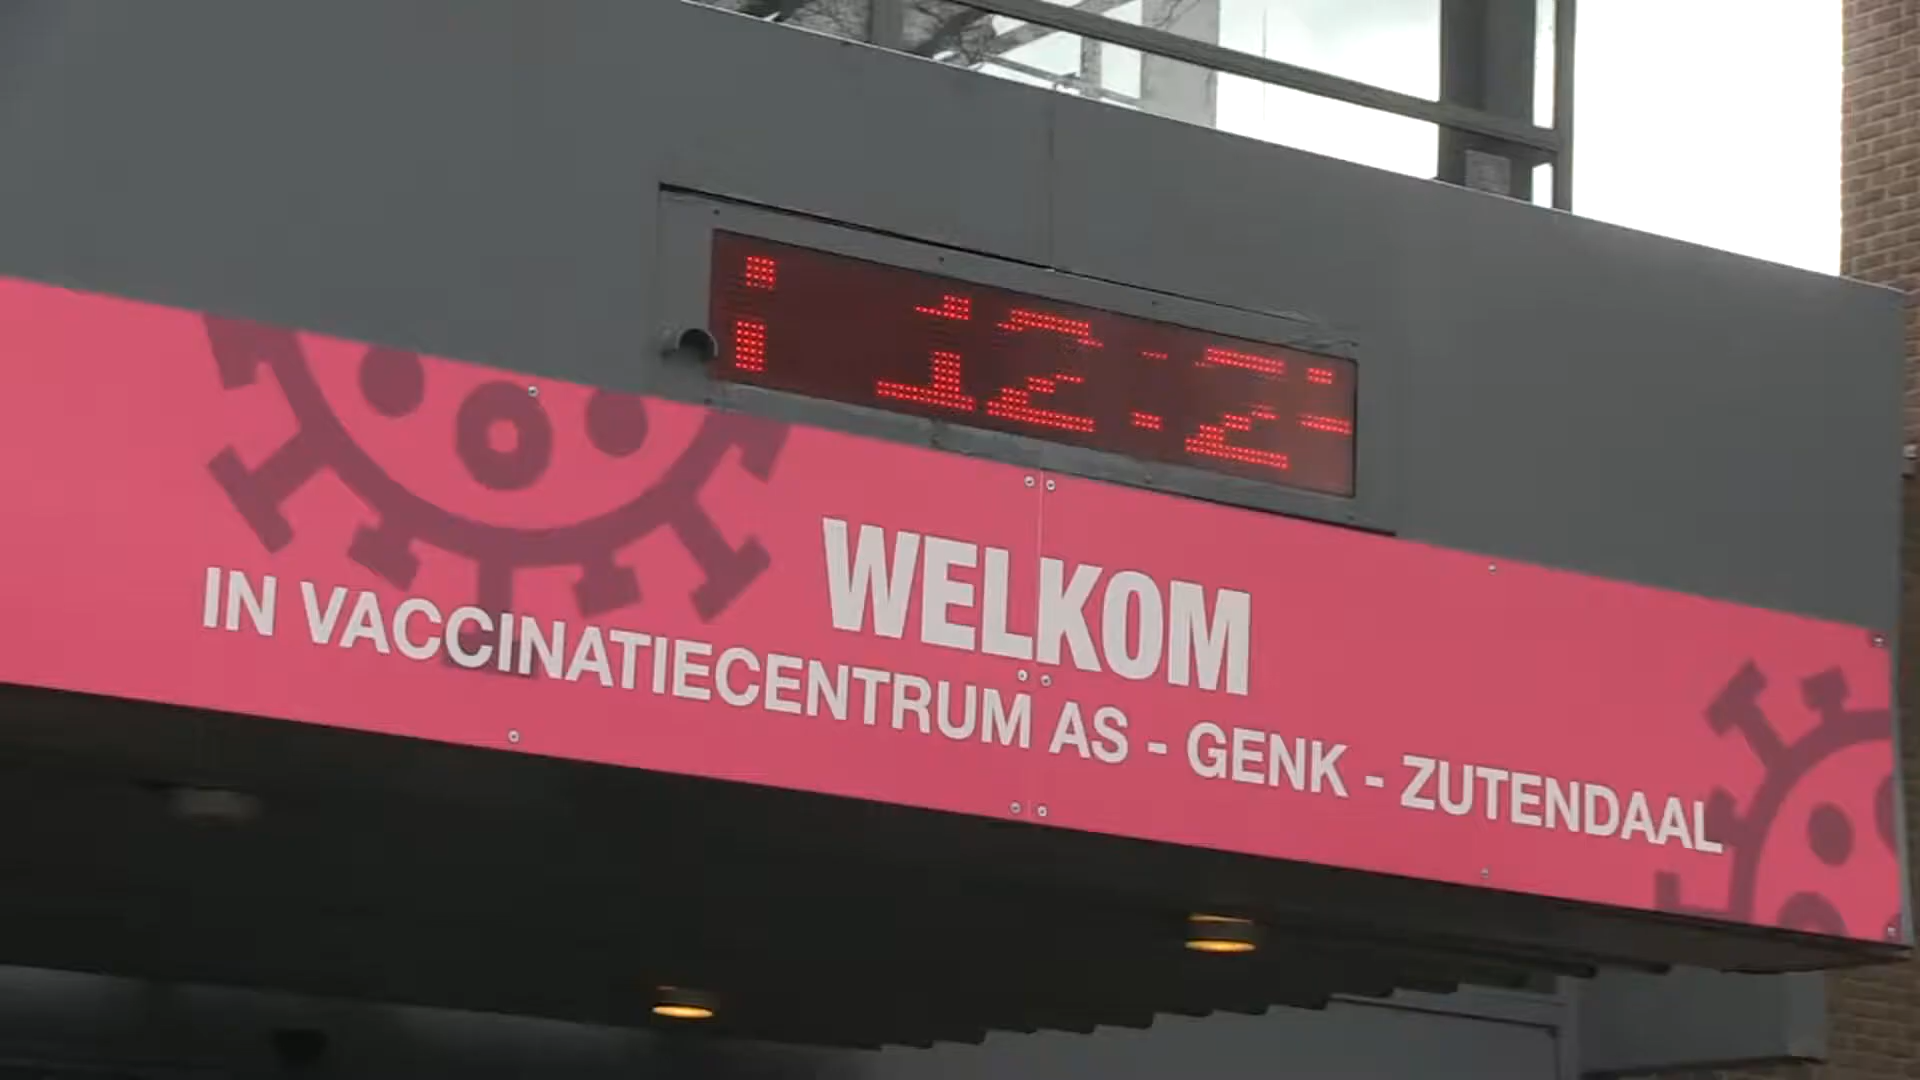 12:2
WELKOM
IN VACCINATIECENTRUM AS - GENK - ZUTENDAAL